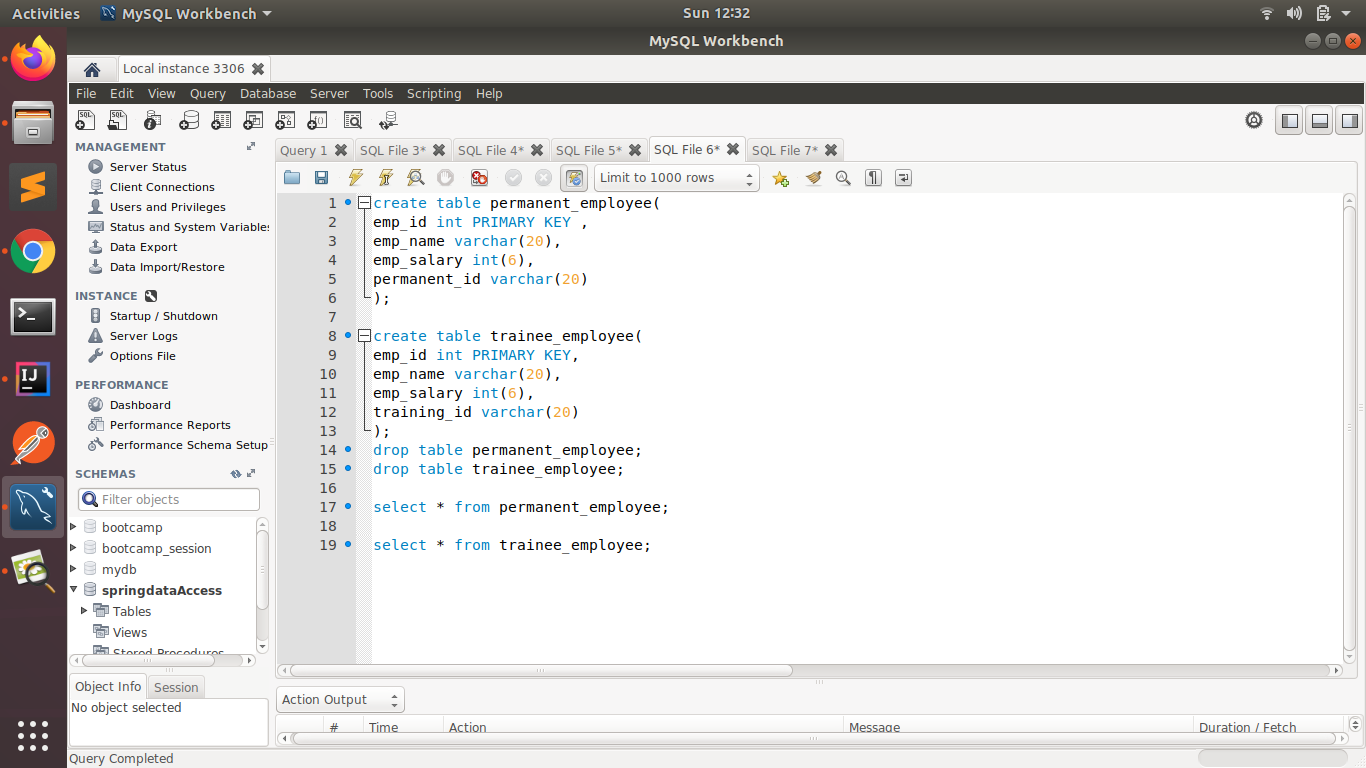 Activities
MySQL Workbench
Sun 12:32
MySQL Workbench
Local instance 3306
File Edit View Query Database Server Tools Scripting Help
MANAGEMENT
Server Status
Client Connections
Users and Privileges
Status and System Variables
Data Export
Data Import/Restore
INSTANCE
Startup / Shutdown
Server Logs
Options File
PERFORMANCE
Dashboard
Performance Reports
Performance Schema Setup
SCHEMAS
Filter objects
bootcamp
bootcamp_session
mydb
springdataAccess
Tables
Views
Stored Procedures
Object Info Session
No object selected
Query 1 SQL File 3* SQL File 4* SQL File 5* SQL File 6* SQL File 7*
Limit to 1000 rows
1 create table permanent_employee(
2 emp_id int PRIMARY KEY ,
3 emp_name varchar(20),
4 emp_salary int(6),
5 permanent_id varchar(20)
6 );
7
8 create table trainee_employee(
9 emp_id int PRIMARY KEY,
10 emp_name varchar(20),
11 emp_salary int(6),
12 training_id varchar(20)
13 );
14 drop table permanent_employee;
15 drop table trainee_employee;
16
17 select * from permanent_employee;
18
19 select * from trainee_employee;
Action Output
# Time Action Message Duration / Fetch
Query Completed